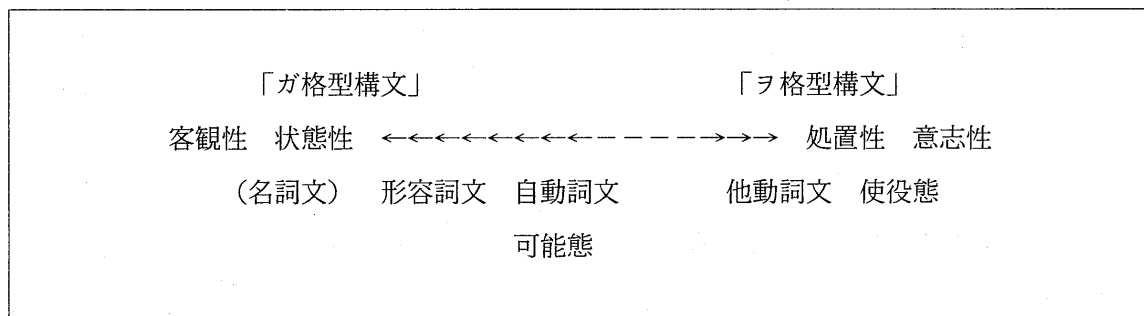 「ガ格型構文」 「ヲ格型構文」
客観性 状態性 ←←←←←←←← − − − − →→→ 処置性 意志性
（名詞文） 形容詞文 自動詞文 他動詞文 使役態
可能態